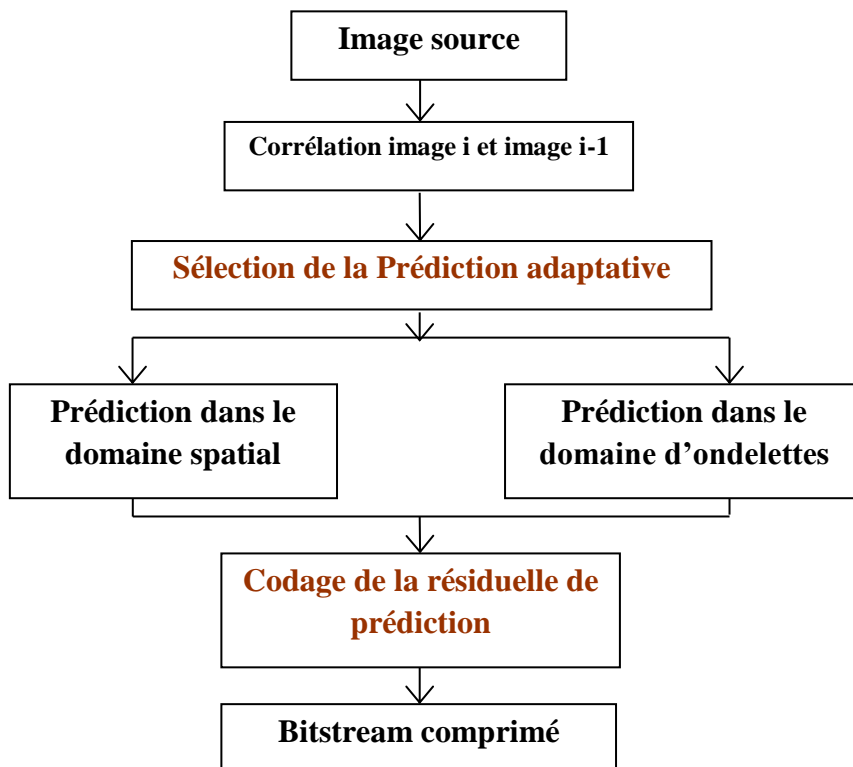 Image source
Corrélation image i et image i-1
Sélection de la Prédiction adaptative
Prédiction dans le
domaine spatial
Prédiction dans le
domaine d’ondelettes
Codage de la résiduelle de
prédiction
Bitstream comprimé